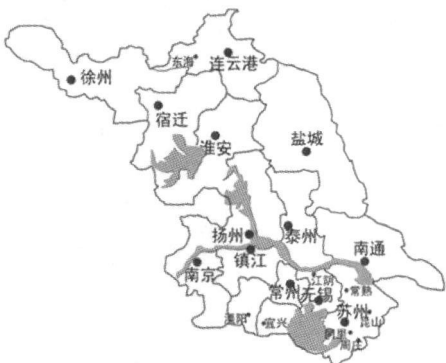 东海
连云港
徐州
宿迁
淮安
盐城
扬州
泰州
镇江
南通
南京
江阴
常州
无锡
常熟
苏州
昆山
溧阳
宜兴
周庄